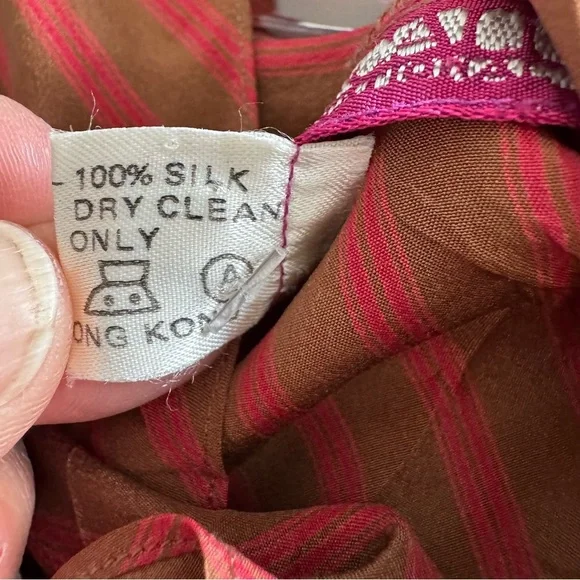 100% SILK
DRY CLEAN
ONLY
A
ONG KON